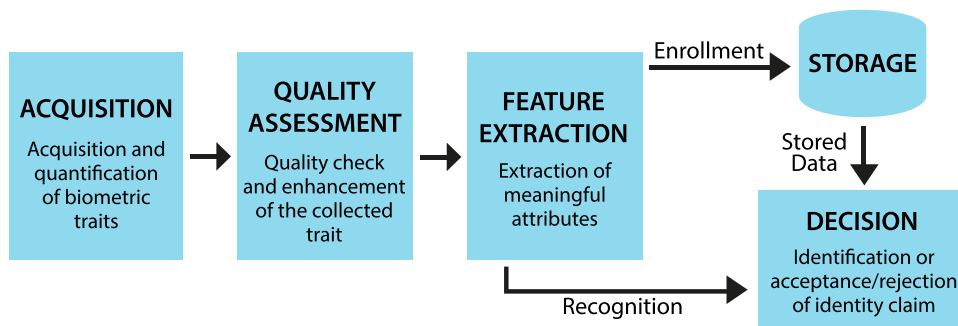 ACQUISITION
Acquisition and
quantification
of biometric
traits
QUALITY
ASSESSMENT
Quality check
and enhancement
of the collected
trait
FEATURE
EXTRACTION
Extraction of
meaningful
attributes
Enrollment
STORAGE
Stored
Data
Recognition
DECISION
Identification or
acceptance/rejection
of identity claim